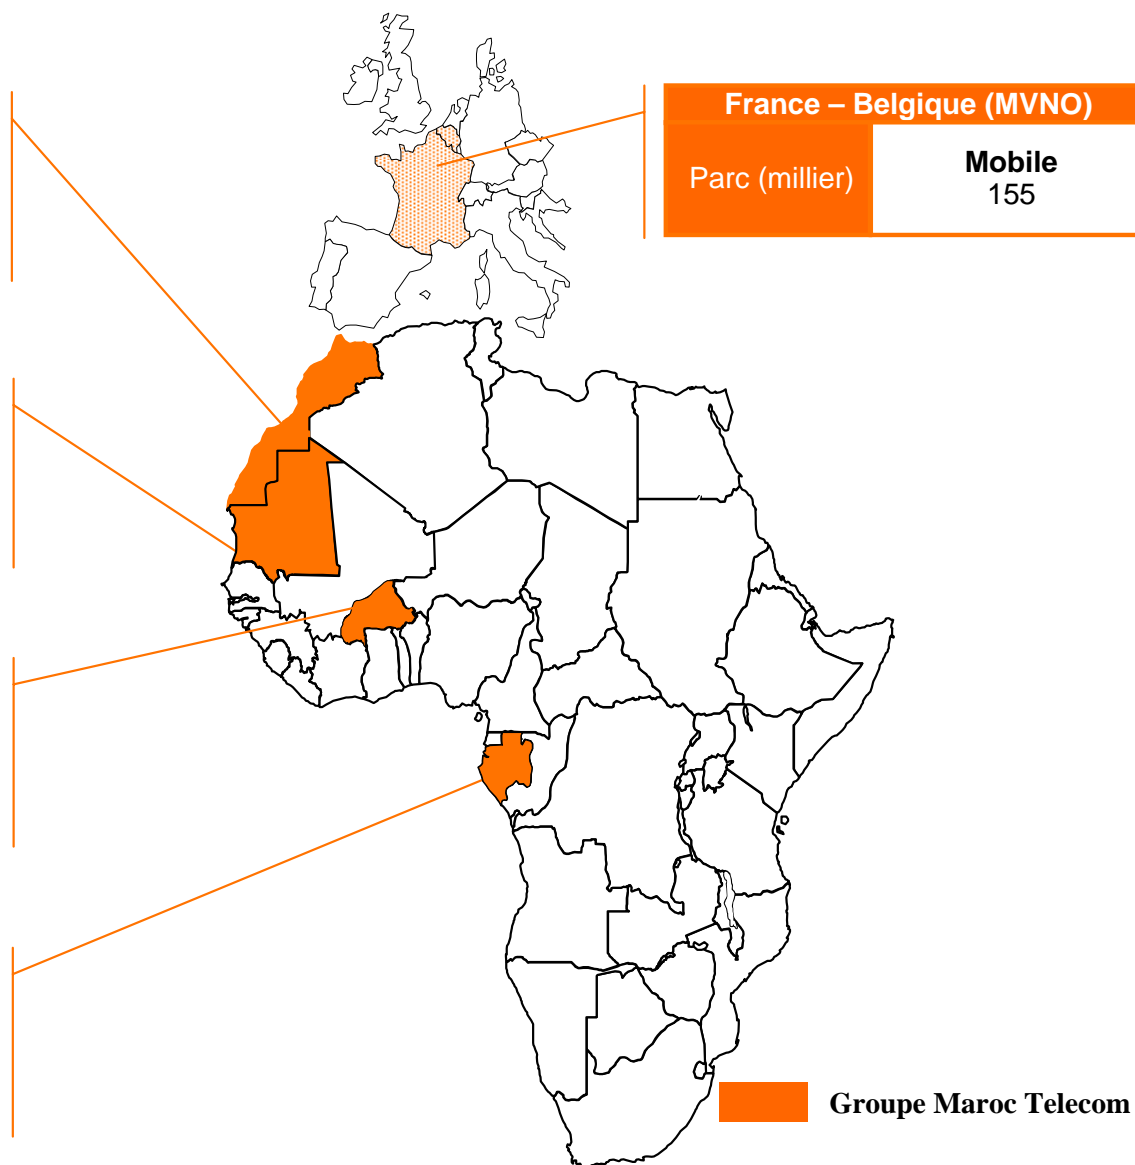 France – Belgique (MVNO)
Parc (millier)
Mobile
155
Groupe Maroc Telecom